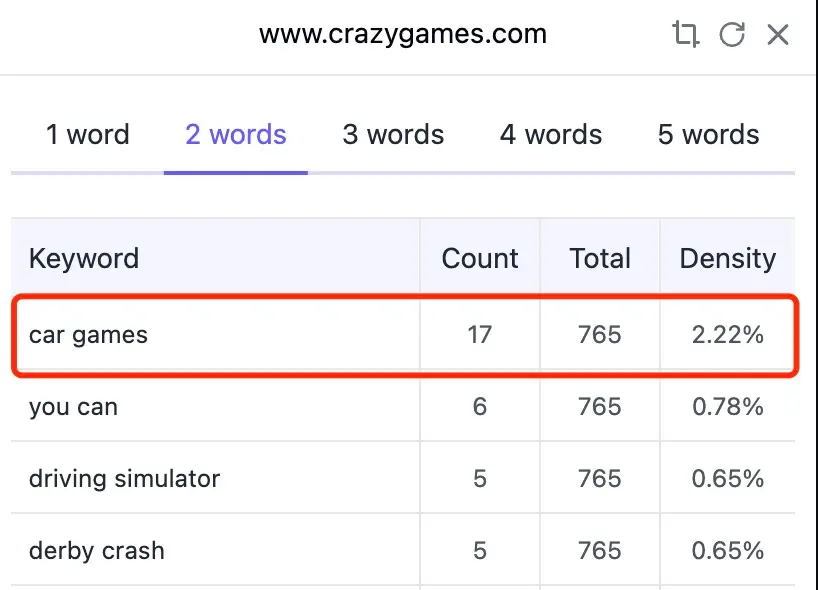 www.crazygames.com
1 word 2 words 3 words 4 words 5 words
Keyword Count Total Density
car games 17 765 2.22%
you can 6 765 0.78%
driving simulator 5 765 0.65%
derby crash 5 765 0.65%